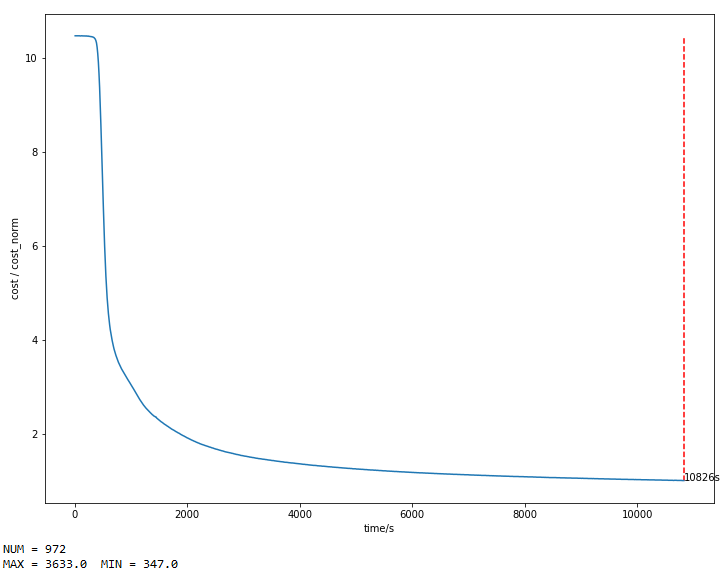 10
8
6
4
2
cost / cost_norm
10826s
0 2000 4000 6000 8000 10000
time/s
NUM = 972
MAX = 3633.0  MIN = 347.0